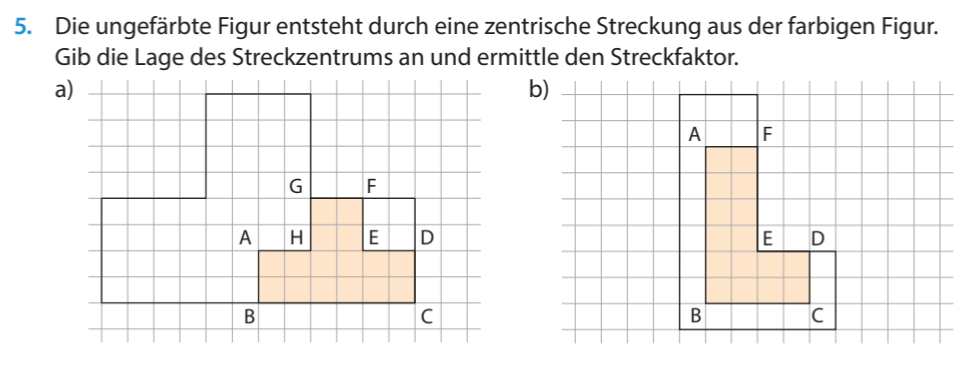 5. Die ungefärbte Figur entsteht durch eine zentrische Streckung aus der farbigen Figur.
Gib die Lage des Streckzentrums an und ermittle den Streckfaktor.
a) b)
A F
G F
A H E D E D
B C B C